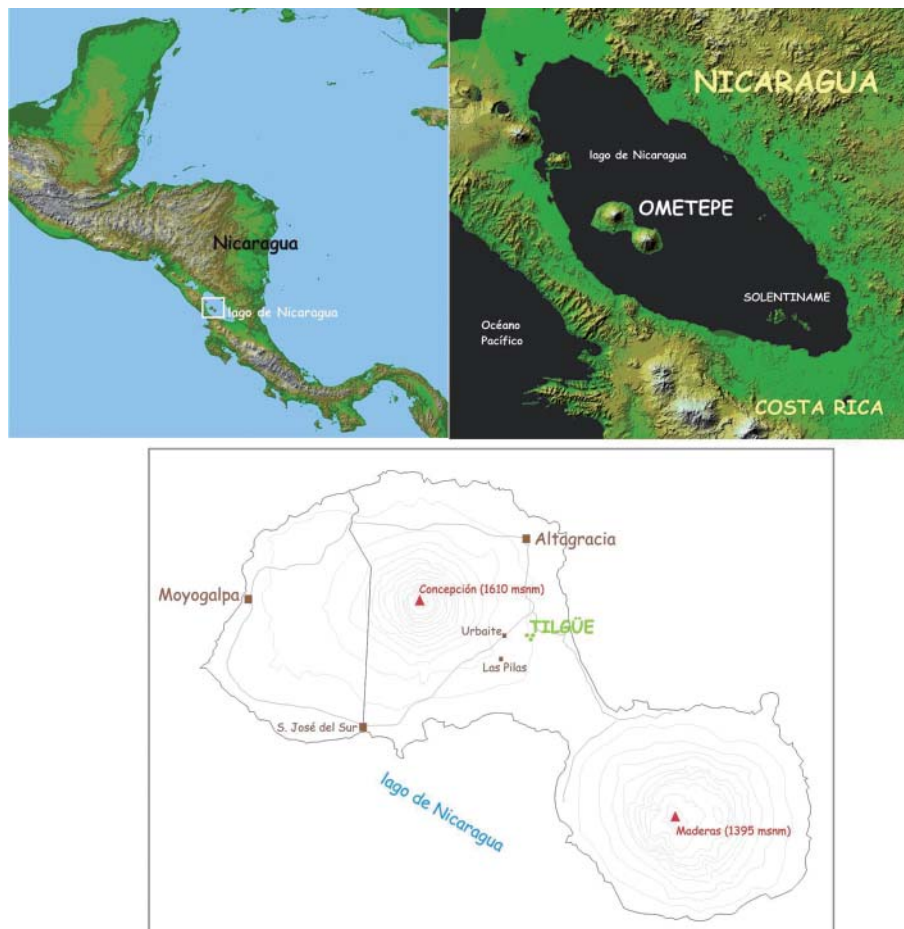 Nicaragua
lago de Nicaragua
NICARAGUA
lago de Nicaragua
OMETEPE
SOLENTINAME
Océano
Pacífico
COSTA RICA
Altagracia
Concepción (1610 msnm)
Moyogalpa
Urbaite
TILGÜE
Las Pilas
S. José del Sur
lago de Nicaragua
Maderas (1395 msnm)